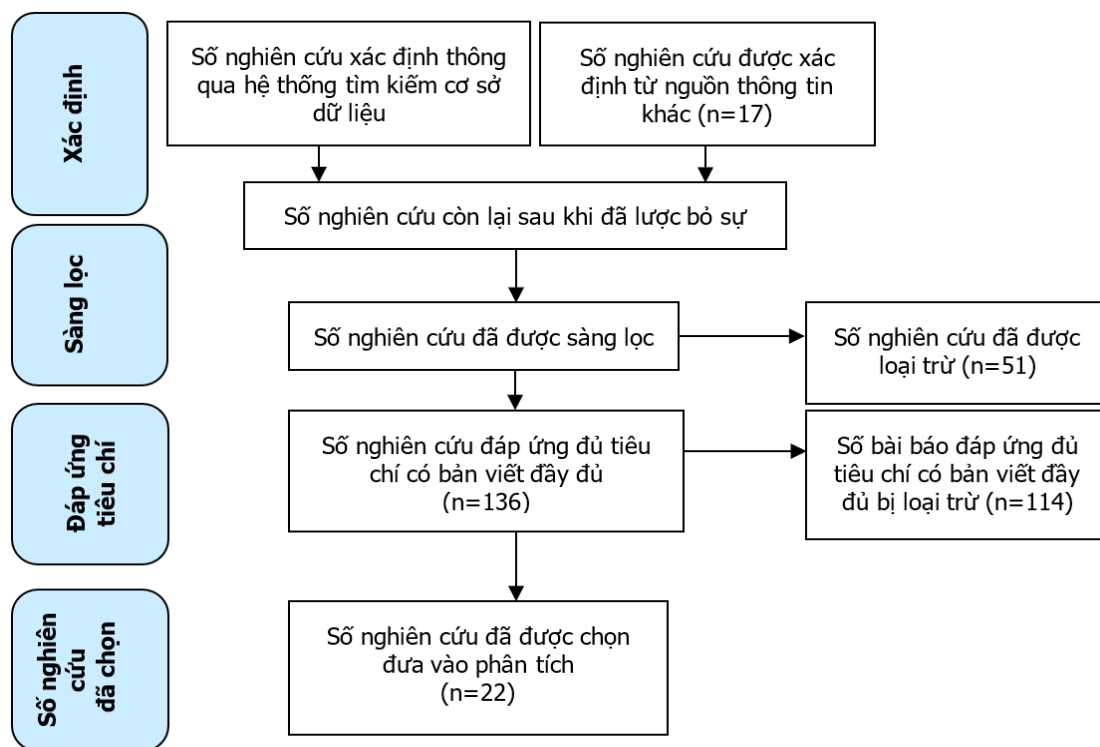 Xác định
Số nghiên cứu xác định thông
qua hệ thống tìm kiếm cơ sở
dữ liệu
Số nghiên cứu được xác
định từ nguồn thông tin
khác (n=17)
Số nghiên cứu còn lại sau khi đã lược bỏ sự
Sàng lọc
Số nghiên cứu đã được sàng lọc
Số nghiên cứu đã được
loại trừ (n=51)
Đáp ứng
tiêu chí
Số nghiên cứu đáp ứng đủ tiêu
chí có bản viết đầy đủ
(n=136)
Số bài báo đáp ứng đủ
tiêu chí có bản viết đầy
đủ bị loại trừ (n=114)
Số nghiên
cứu
đã chọn
Số nghiên cứu đã được chọn
đưa vào phân tích
(n=22)